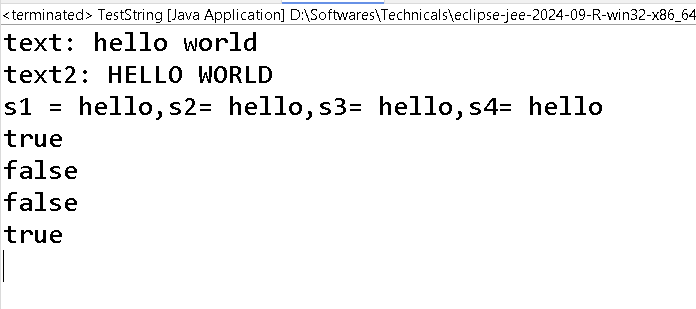 <terminated> TestString [Java Application] D:\Softwares\Technicals\eclipse-jee-2024-09-R-win32-x86_64
text: hello world
text2: HELLO WORLD
s1 = hello,s2= hello,s3= hello,s4= hello
true
false
false
true